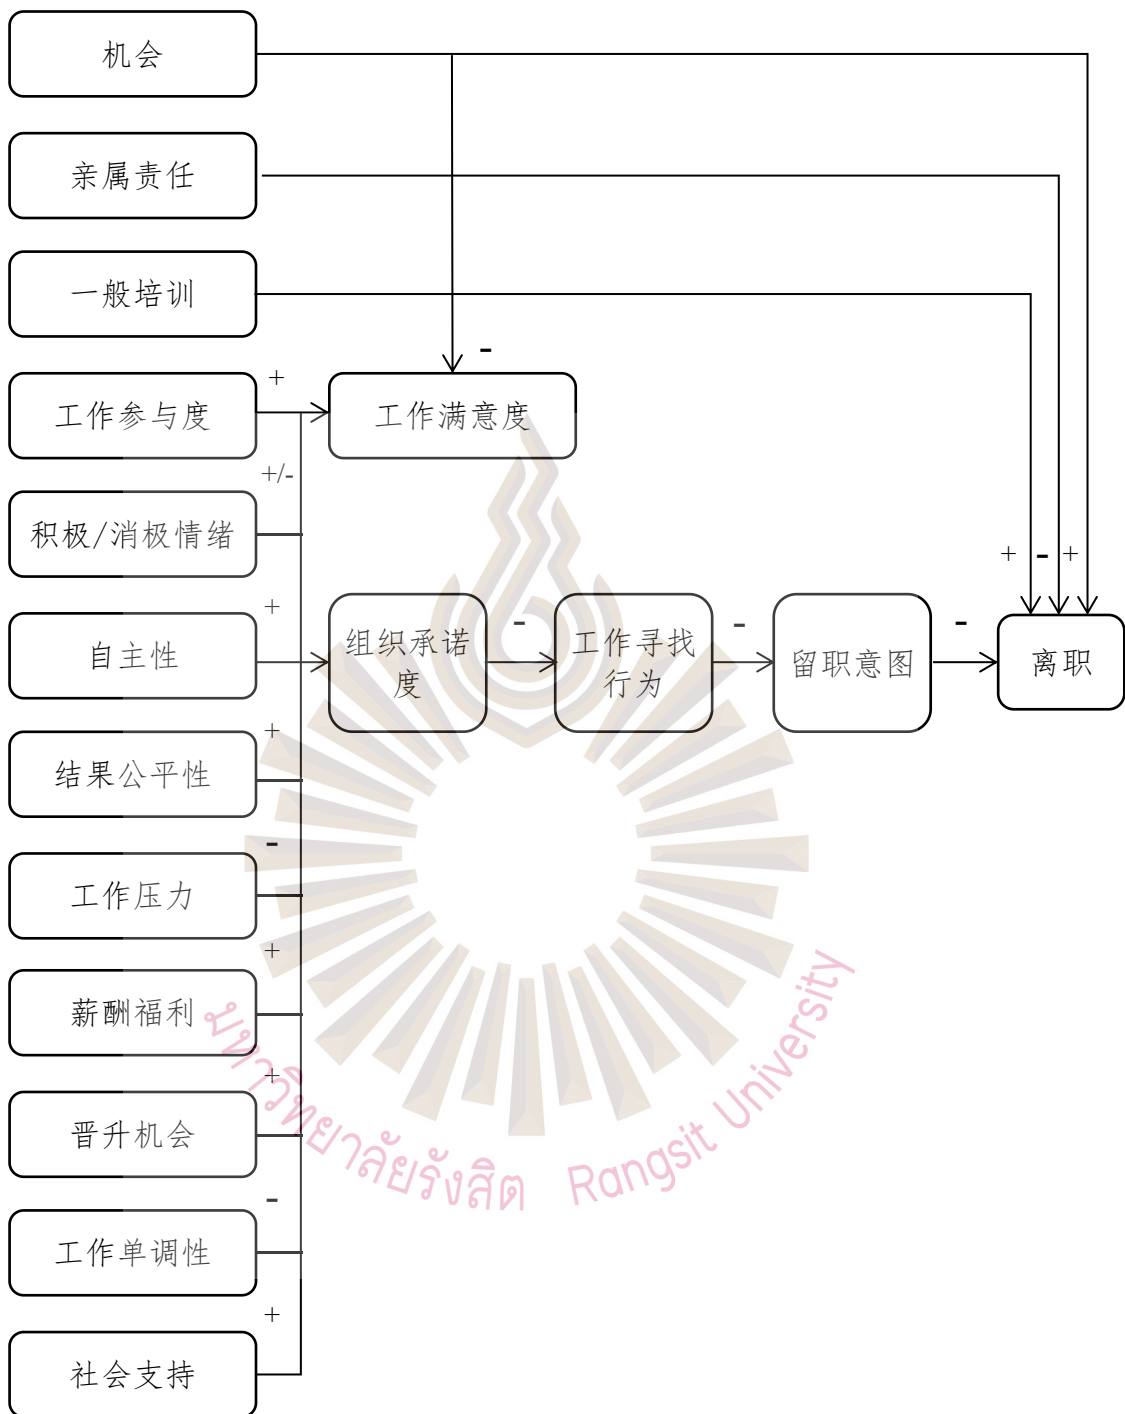 机会
亲属责任
一般培训
-
+
工作参与度
工作满意度
+/-
积极/消极情绪
+ - +
+
自主性
组织承诺
度
-
工作寻找
行为
-
留职意图
-
离职
+
结果公平性
-
工作压力
+
薪酬福利
+
晋升机会
-
工作单调性
+
社会支持
มหาวิทยาลัยรังสิต Rangsit University